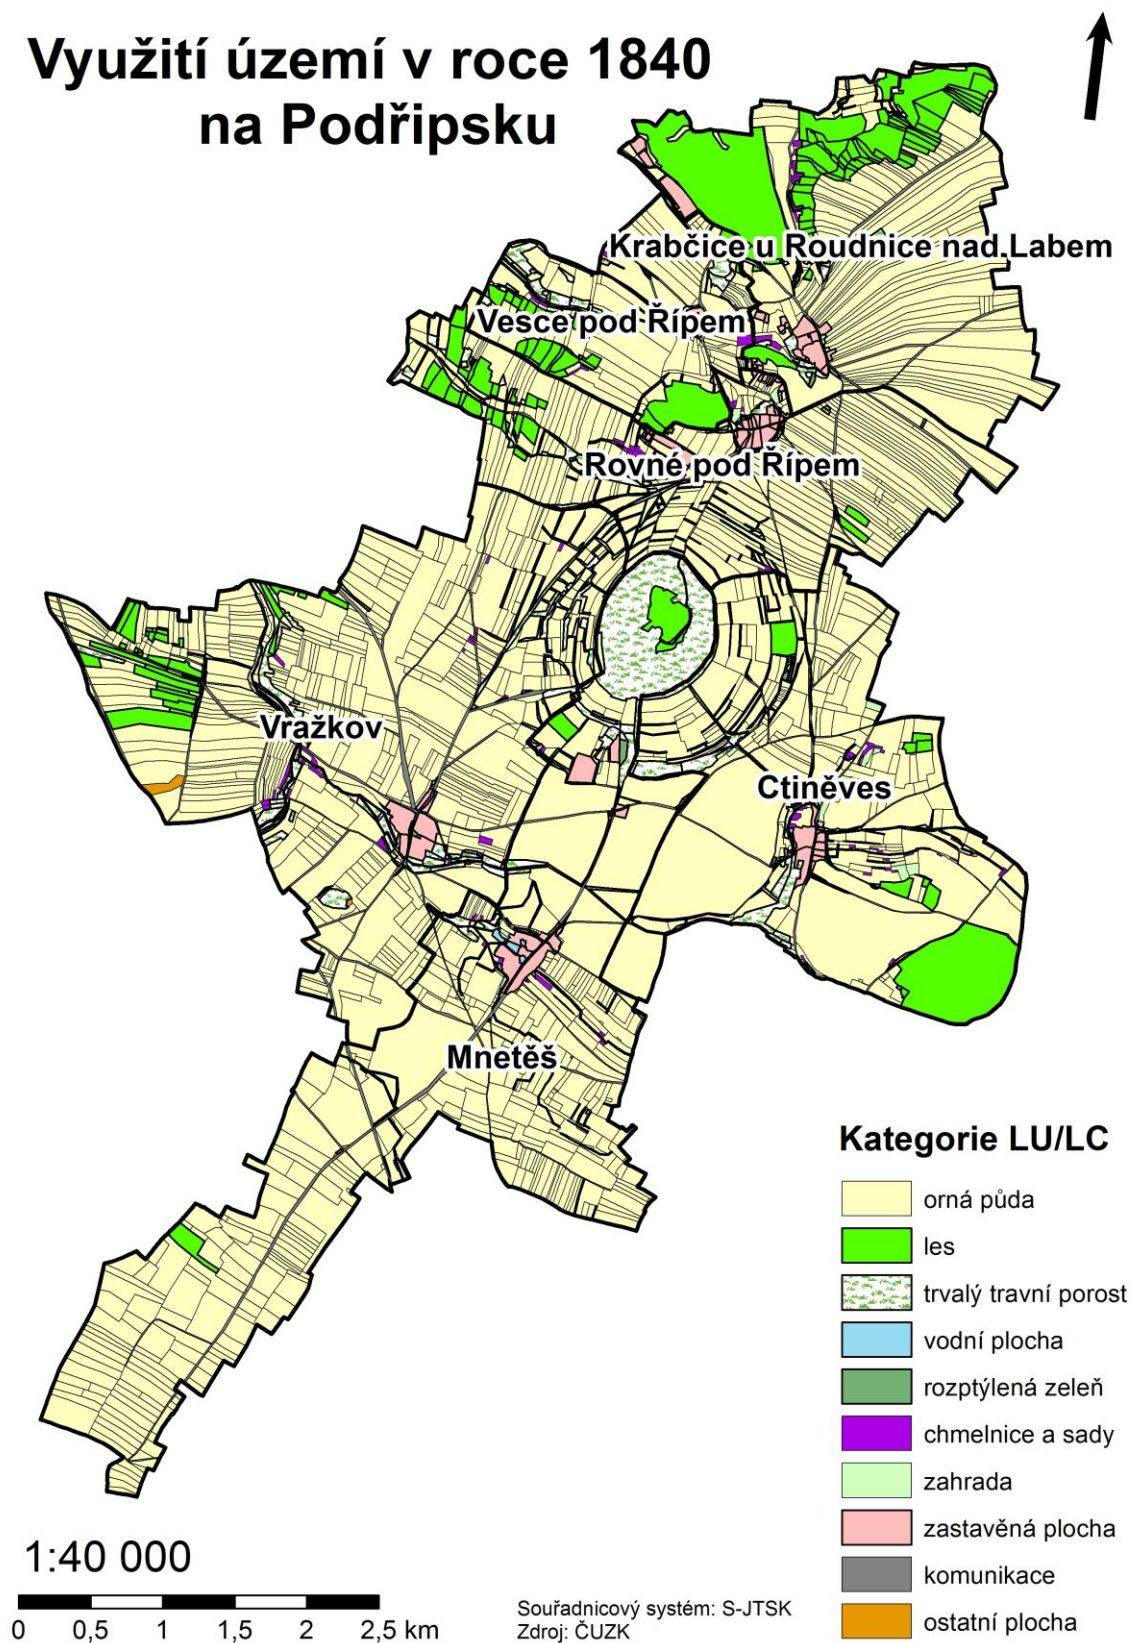 Využití území v roce 1840
na Podřipsku
Krabčice u Roudnice nad Labem
Vesce pod Řípem
Rovné pod Řípem
Vražkov
Ctiněves
Mnetěš
Kategorie LU/LC
orná půda
les
trvalý travní porost
vodní plocha
rozptýlená zeleň
chmelnice a sady
zahrada
zastavěná plocha
komunikace
ostatní plocha
1:40 000
0 0,5 1 1,5 2 2,5 km
Souřadnicový systém: S-JTSK
Zdroj: ČUZK